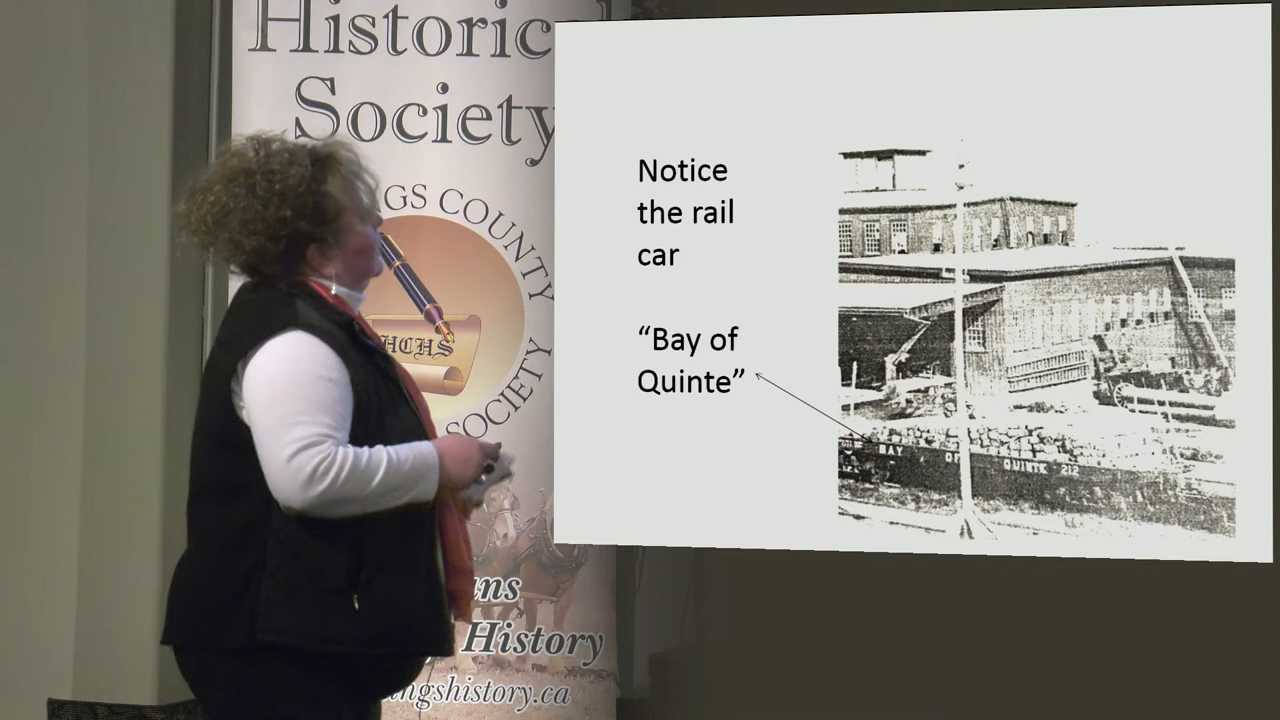 Historical
Society
GS COUNTY
SOCIETY
HCHS
ns
History
ngshistory.ca
Notice
the rail
car
“Bay of
Quinte”
BAY OF QUINTE 212